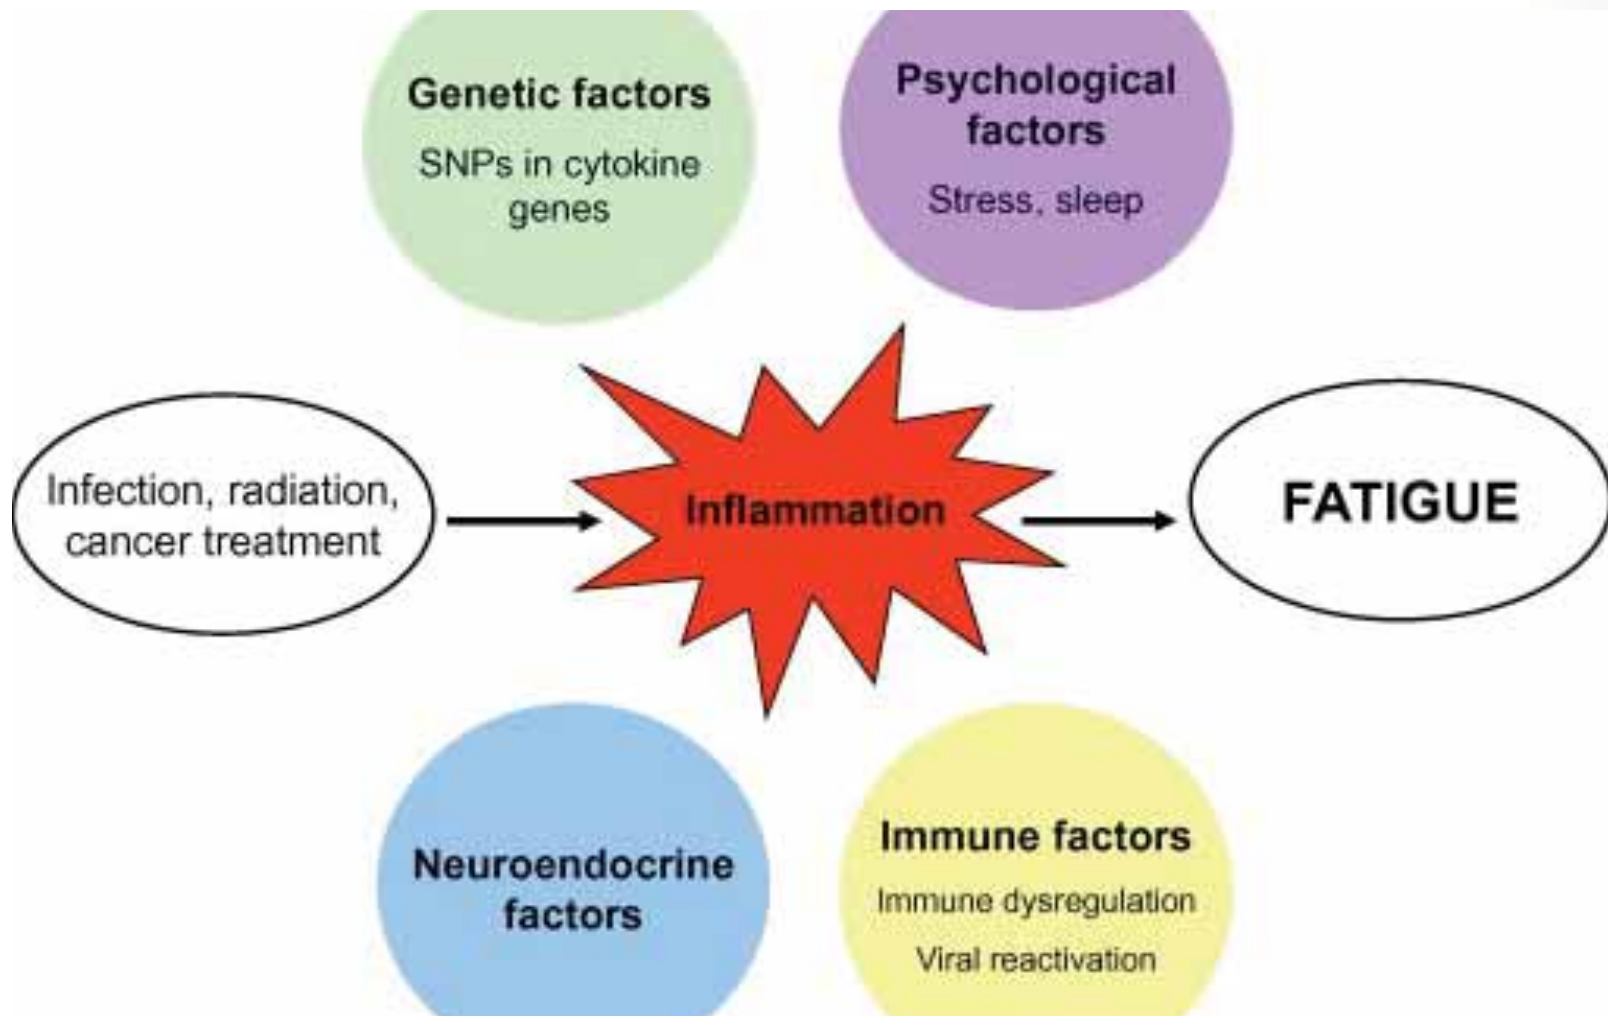 Genetic factors
SNPs in cytokine
genes
Psychological
factors
Stress, sleep
Infection, radiation,
cancer treatment
Inflammation
FATIGUE
Neuroendocrine
factors
Immune factors
Immune dysregulation
Viral reactivation